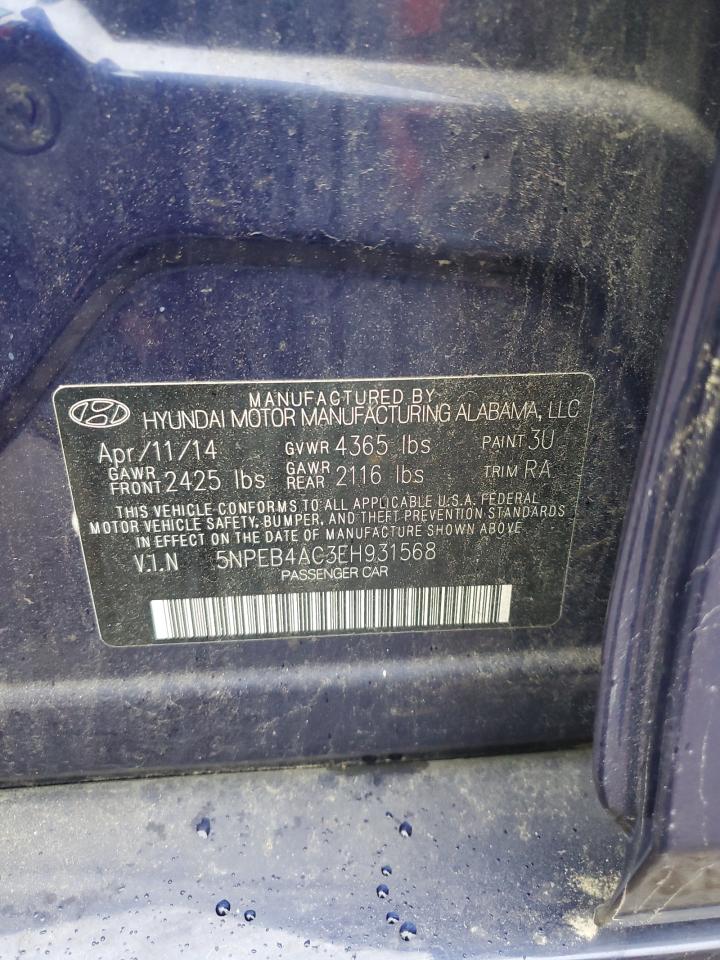 MANUFACTURED BY
HYUNDAI MOTOR MANUFACTURING ALABAMA, LLC
Apr/11/14 GVWR 4365 lbs PAINT 3U
GAWR FRONT 2425 lbs GAWR REAR 2116 lbs TRIM RA
THIS VEHICLE CONFORMS TO ALL APPLICABLE U.S.A. FEDERAL
MOTOR VEHICLE SAFETY, BUMPER, AND THEFT PREVENTION STANDARDS
IN EFFECT ON THE DATE OF MANUFACTURE SHOWN ABOVE
V.I.N 5NPEB4AC3EH931568
PASSENGER CAR